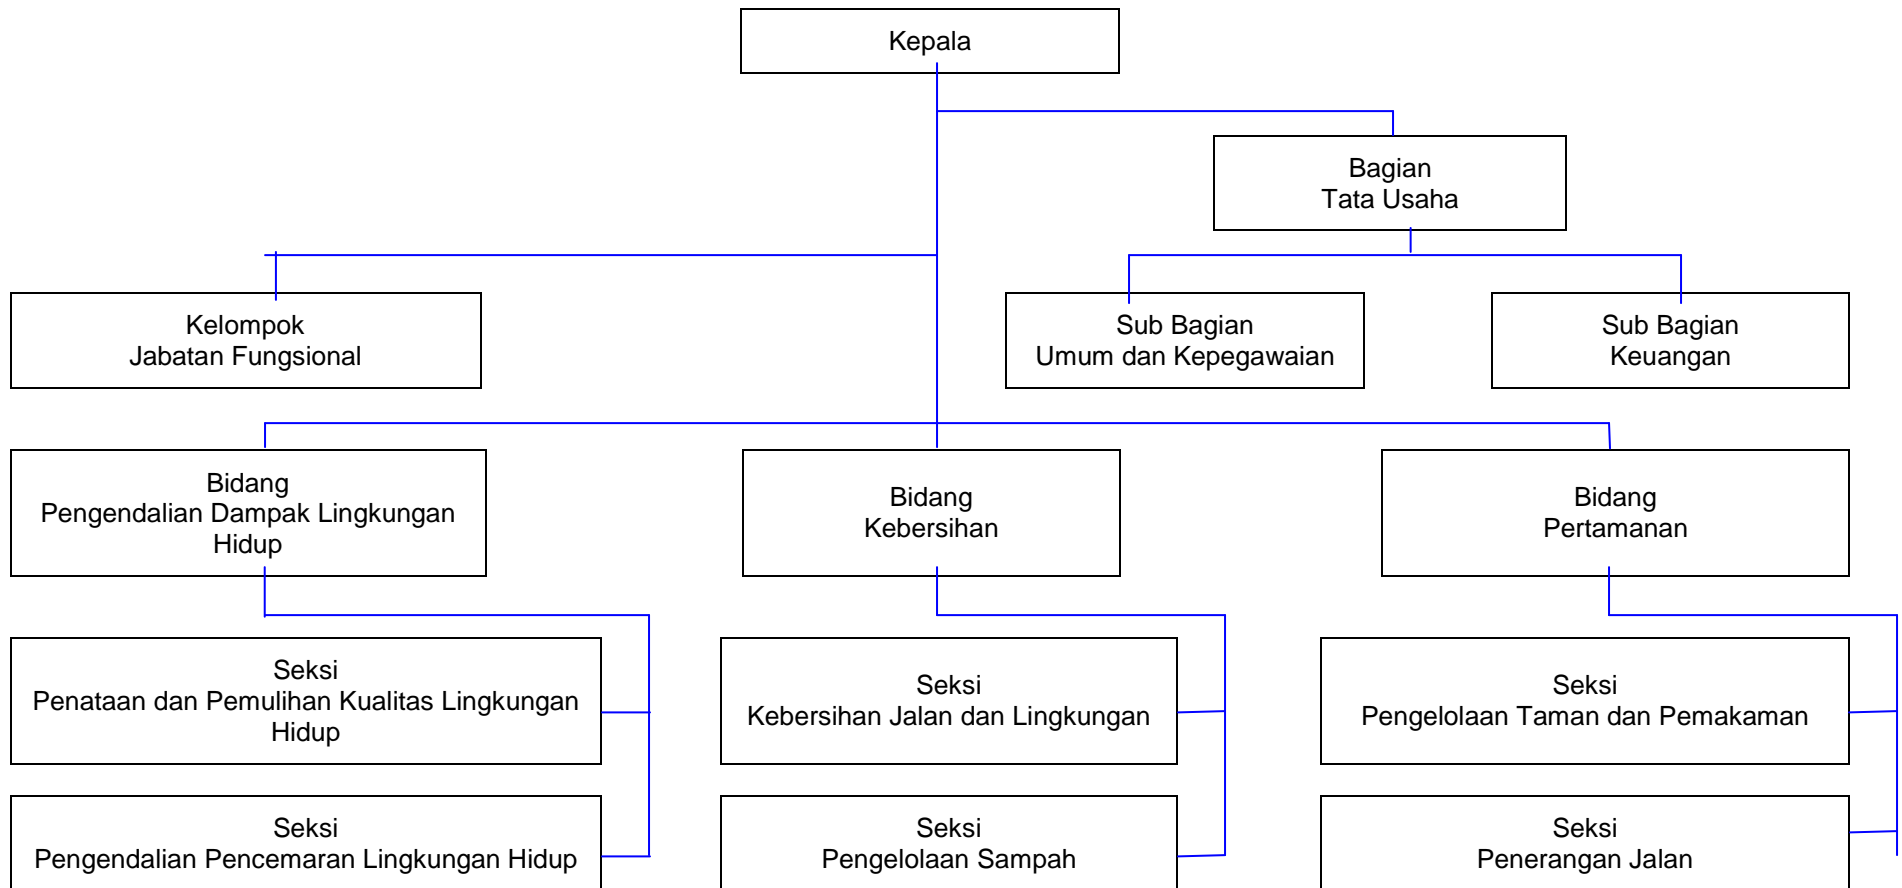 Kepala
Bagian
Tata Usaha
Kelompok
Jabatan Fungsional
Sub Bagian
Umum dan Kepegawaian
Sub Bagian
Keuangan
Bidang
Pengendalian Dampak Lingkungan
Hidup
Bidang
Kebersihan
Bidang
Pertamanan
Seksi
Penataan dan Pemulihan Kualitas Lingkungan
Hidup
Seksi
Kebersihan Jalan dan Lingkungan
Seksi
Pengelolaan Taman dan Pemakaman
Seksi
Pengendalian Pencemaran Lingkungan Hidup
Seksi
Pengelolaan Sampah
Seksi
Penerangan Jalan